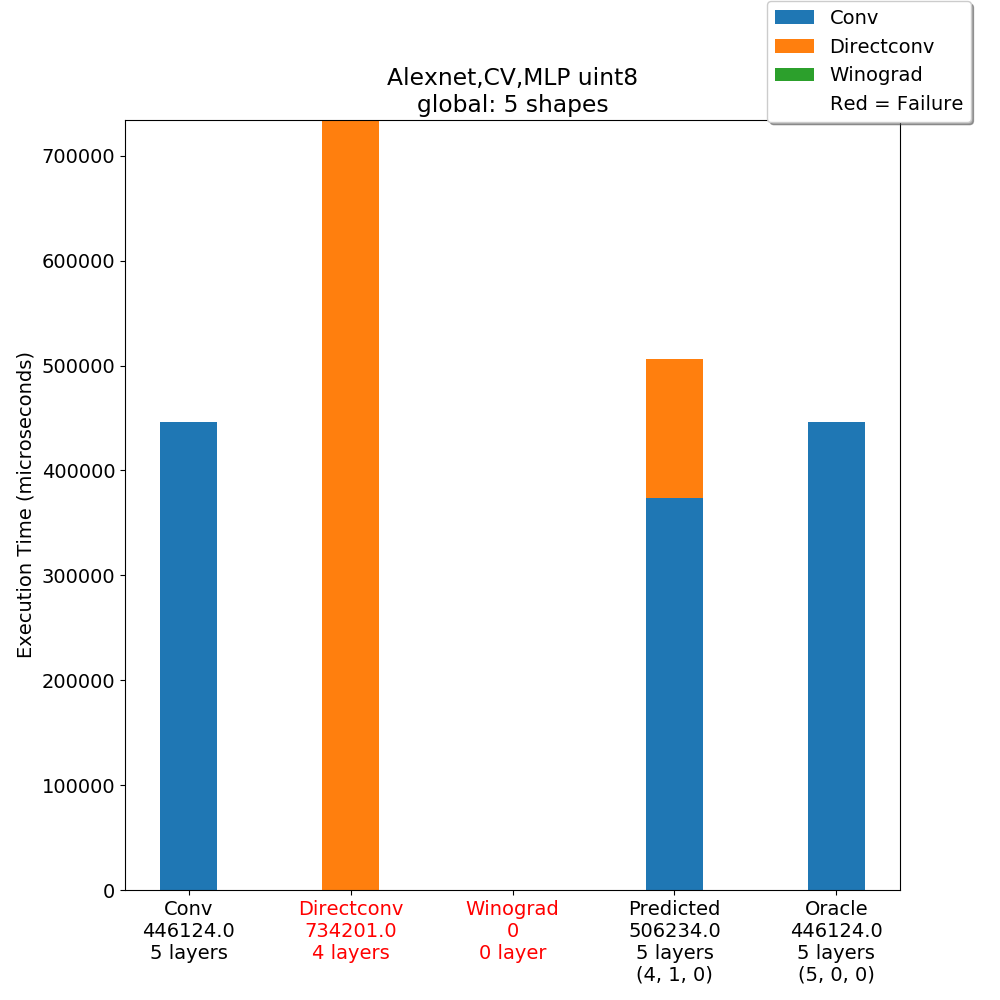 Conv
Directconv
Winograd
Red = Failure
Alexnet,CV,MLP uint8
global: 5 shapes
Execution Time (microseconds)
700000
600000
500000
400000
300000
200000
100000
0
Conv
446124.0
5 layers
Directconv
734201.0
4 layers
Winograd
0
0 layer
Predicted
506234.0
5 layers
(4, 1, 0)
Oracle
446124.0
5 layers
(5, 0, 0)